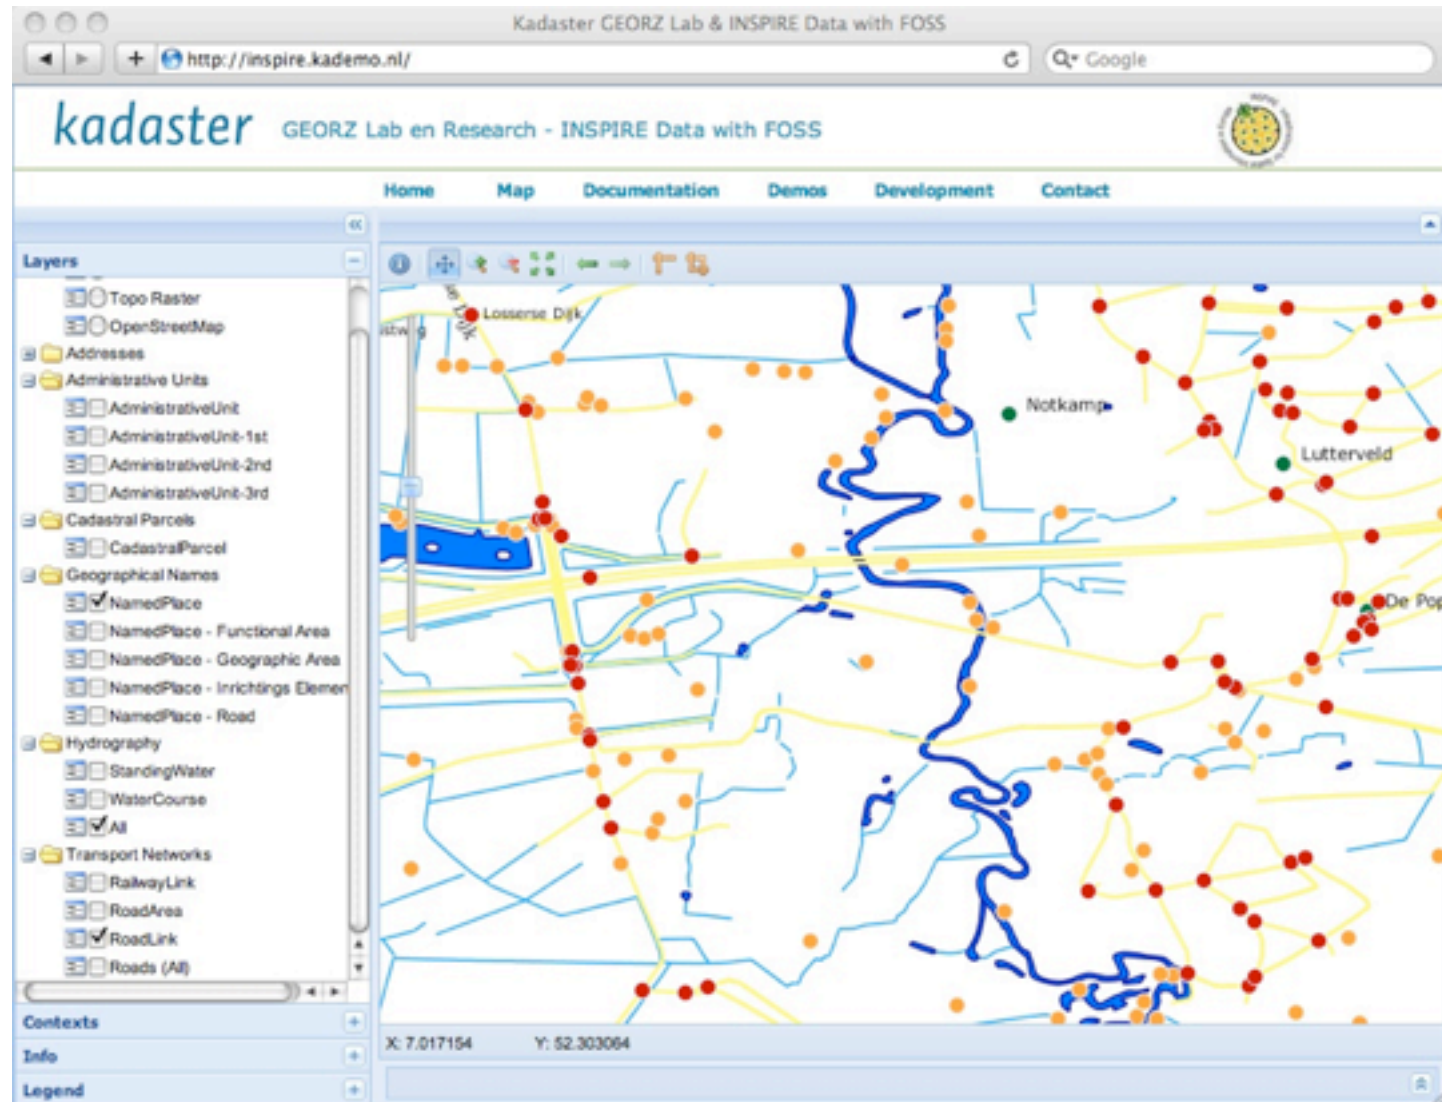 Kadaster GEORZ Lab & INSPIRE Data with FOSS
http://inspire.kademo.nl/
Google
kadaster GEORZ Lab en Research - INSPIRE Data with FOSS
Home Map Documentation Demos Development Contact
Layers
Topo Raster
OpenStreetMap
Addresses
Administrative Units
AdministrativeUnit
AdministrativeUnit-1st
AdministrativeUnit-2nd
AdministrativeUnit-3rd
Cadastral Parcels
CadastralParcel
Geographical Names
NamedPlace
NamedPlace - Functional Area
NamedPlace - Geographic Area
NamedPlace - Inrichtings Elemen
NamedPlace - Road
Hydrography
StandingWater
WaterCourse
All
Transport Networks
RailwayLink
RoadArea
RoadLink
Roads (All)
Contexts
Info
Legend
Losserse Dijk
Dijk
Notkamp
Lutterveld
De Pop
X: 7.017154 Y: 52.303064